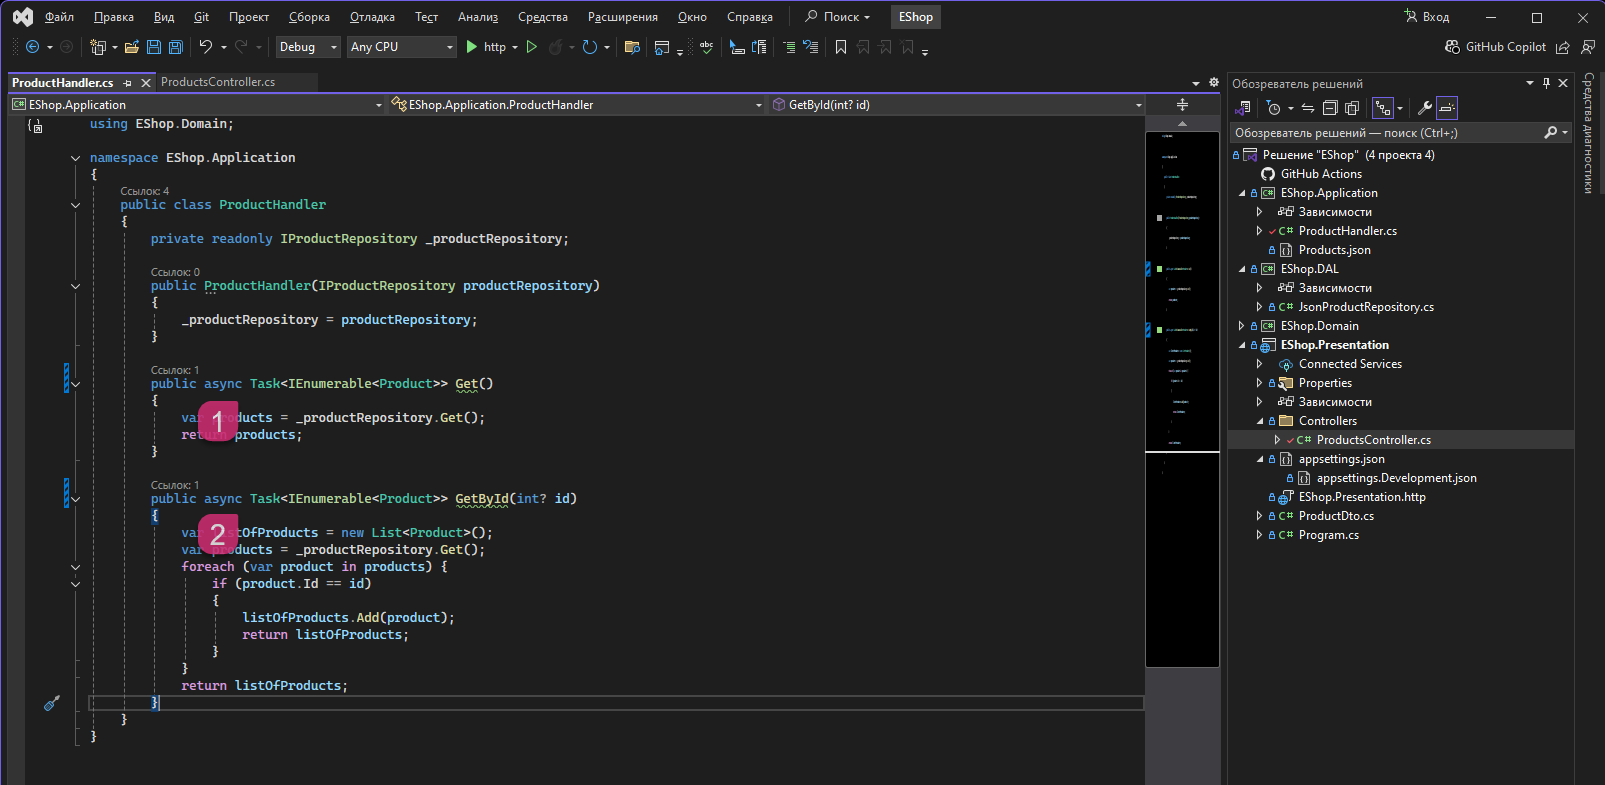 Файл Правка Вид Git Проект Сборка Отладка Тест Анализ Средства Расширения Окно Справка Поиск EShop Вход
Debug Any CPU http GitHub Copilot
ProductHandler.cs ProductsController.cs
EShop.Application EShop.Application.ProductHandler GetById(int? id)
using EShop.Domain;
namespace EShop.Application
{
Ссылок: 4
public class ProductHandler
{
private readonly IProductRepository _productRepository;
Ссылок: 0
public ProductHandler(IProductRepository productRepository)
{
_productRepository = productRepository;
}
Ссылок: 1
public async Task<IEnumerable<Product>> Get()
{
1
var products = _productRepository.Get();
return products;
}
Ссылок: 1
public async Task<IEnumerable<Product>> GetById(int? id)
{
2
var listOfProducts = new List<Product>();
var products = _productRepository.Get();
foreach (var product in products) {
if (product.Id == id)
{
listOfProducts.Add(product);
return listOfProducts;
}
}
return listOfProducts;
}
}
}
Обозреватель решений
Обозреватель решений — поиск (Ctrl+;)
Решение "EShop" (4 проекта 4)
GitHub Actions
EShop.Application
Зависимости
ProductHandler.cs
Products.json
EShop.DAL
Зависимости
JsonProductRepository.cs
EShop.Domain
EShop.Presentation
Connected Services
Properties
Зависимости
Controllers
ProductsController.cs
appsettings.json
appsettings.Development.json
EShop.Presentation.http
ProductDto.cs
Program.cs
Средства диагностики